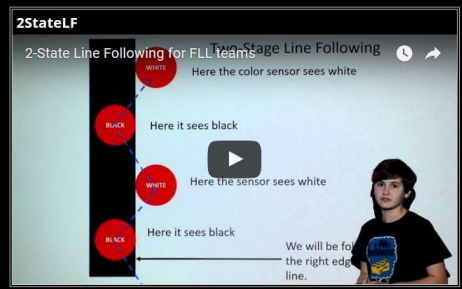 2StateLF
2-State Line Following for FLL teams
Two-Stage Line Following
WHITE
Here the color sensor sees white
BLACK
Here it sees black
WHITE
Here the sensor sees white
BLACK
Here it sees black
We will be fol
the right edg
line.